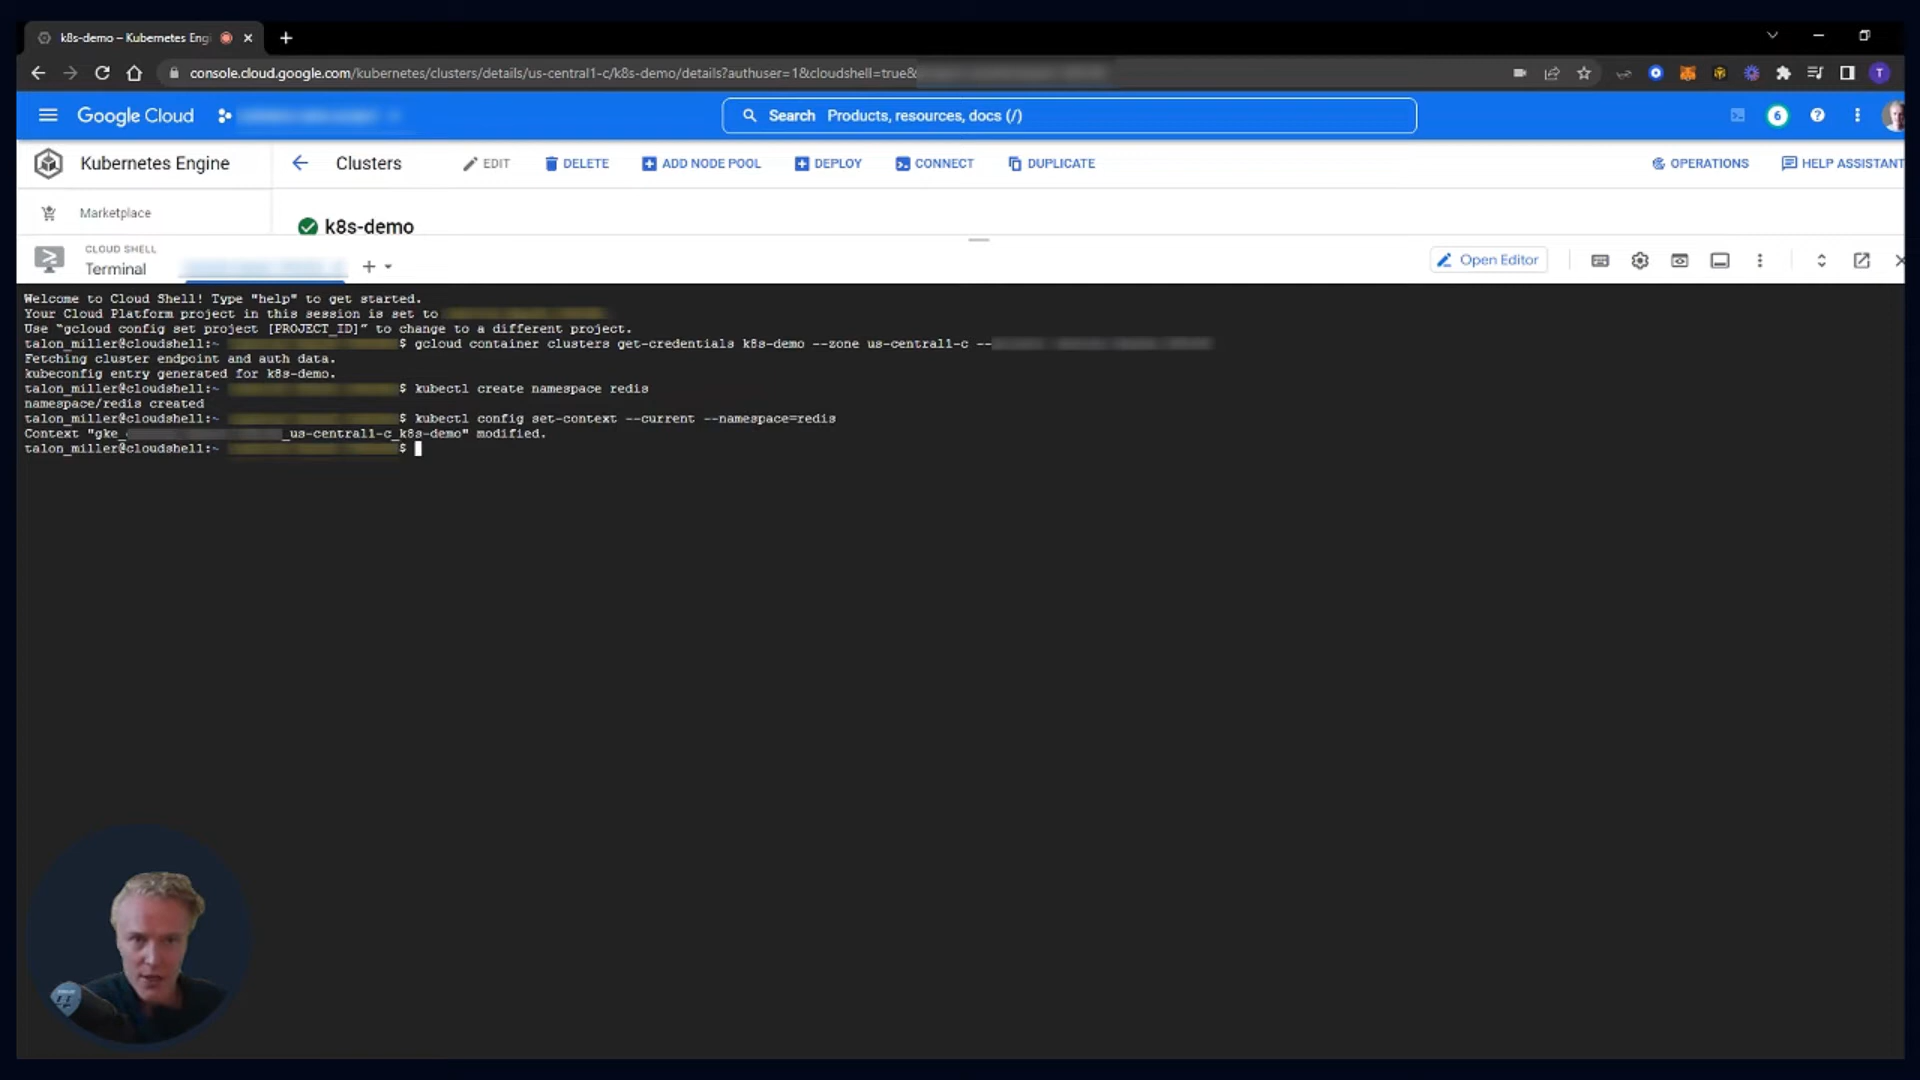 k8s-demo – Kubernetes Eng
console.cloud.google.com/kubernetes/clusters/details/us-central1-c/k8s-demo/details?authuser=1&cloudshell=true&
T
Google Cloud
Search Products, resources, docs (/)
6
Kubernetes Engine
Clusters
EDIT
DELETE
ADD NODE POOL
DEPLOY
CONNECT
DUPLICATE
OPERATIONS
HELP ASSISTANT
Marketplace
k8s-demo
CLOUD SHELL
Terminal
Open Editor
Welcome to Cloud Shell! Type "help" to get started.
Your Cloud Platform project in this session is set to
Use “gcloud config set project [PROJECT_ID]” to change to a different project.
talon_miller@cloudshell:~ $ gcloud container clusters get-credentials k8s-demo --zone us-central1-c --
Fetching cluster endpoint and auth data.
kubeconfig entry generated for k8s-demo.
talon_miller@cloudshell:~ $ kubectl create namespace redis
namespace/redis created
talon_miller@cloudshell:~ $ kubectl config set-context --current --namespace=redis
Context "gke_ _us-central1-c_k8s-demo" modified.
talon_miller@cloudshell:~ $